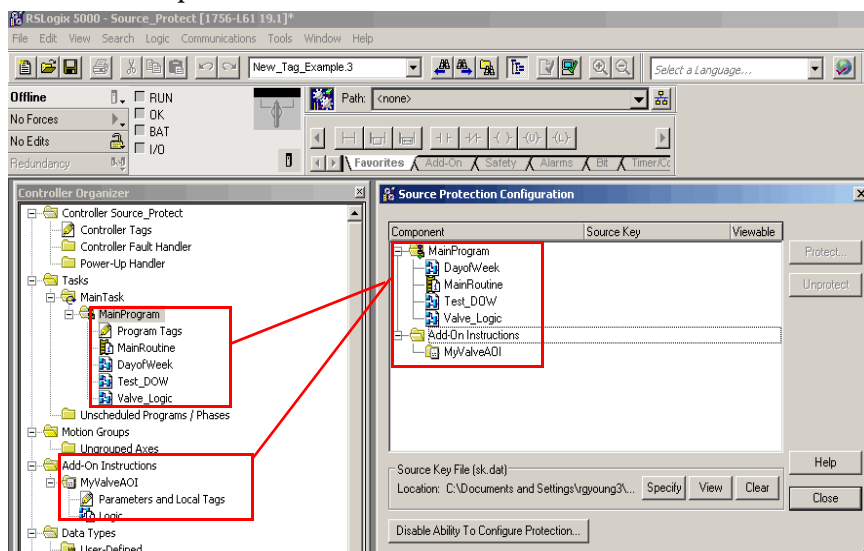 RSLogix 5000 - Source_Protect [1756-L61 19.1]*
File Edit View Search Logic Communications Tools Window Help
New_Tag_Example.3
Select a Language...
Offline
RUN
Path: <none>
No Forces
OK
No Edits
BAT
Redundancy
I/O
Favorites Add-On Safety Alarms Bit
Controller Organizer
Controller Source_Protect
Controller Tags
Controller Fault Handler
Power-Up Handler
Tasks
MainTask
MainProgram
Program Tags
MainRoutine
DayofWeek
Test_DOW
Valve_Logic
Unscheduled Programs / Phases
Motion Groups
Ungrouped Axes
Add-On Instructions
MyValveAOI
Parameters and Local Tags
Logic
Data Types
User-Defined
Source Protection Configuration
Component Source Key Viewable
MainProgram
DayofWeek
MainRoutine
Test_DOW
Valve_Logic
Add-On Instructions
MyValveAOI
Protect...
Unprotect
Source Key File (sk.dat)
Location: C:\Documents and Settings\rgyoung3\... Specify View Clear
Disable Ability To Configure Protection...
Help
Close